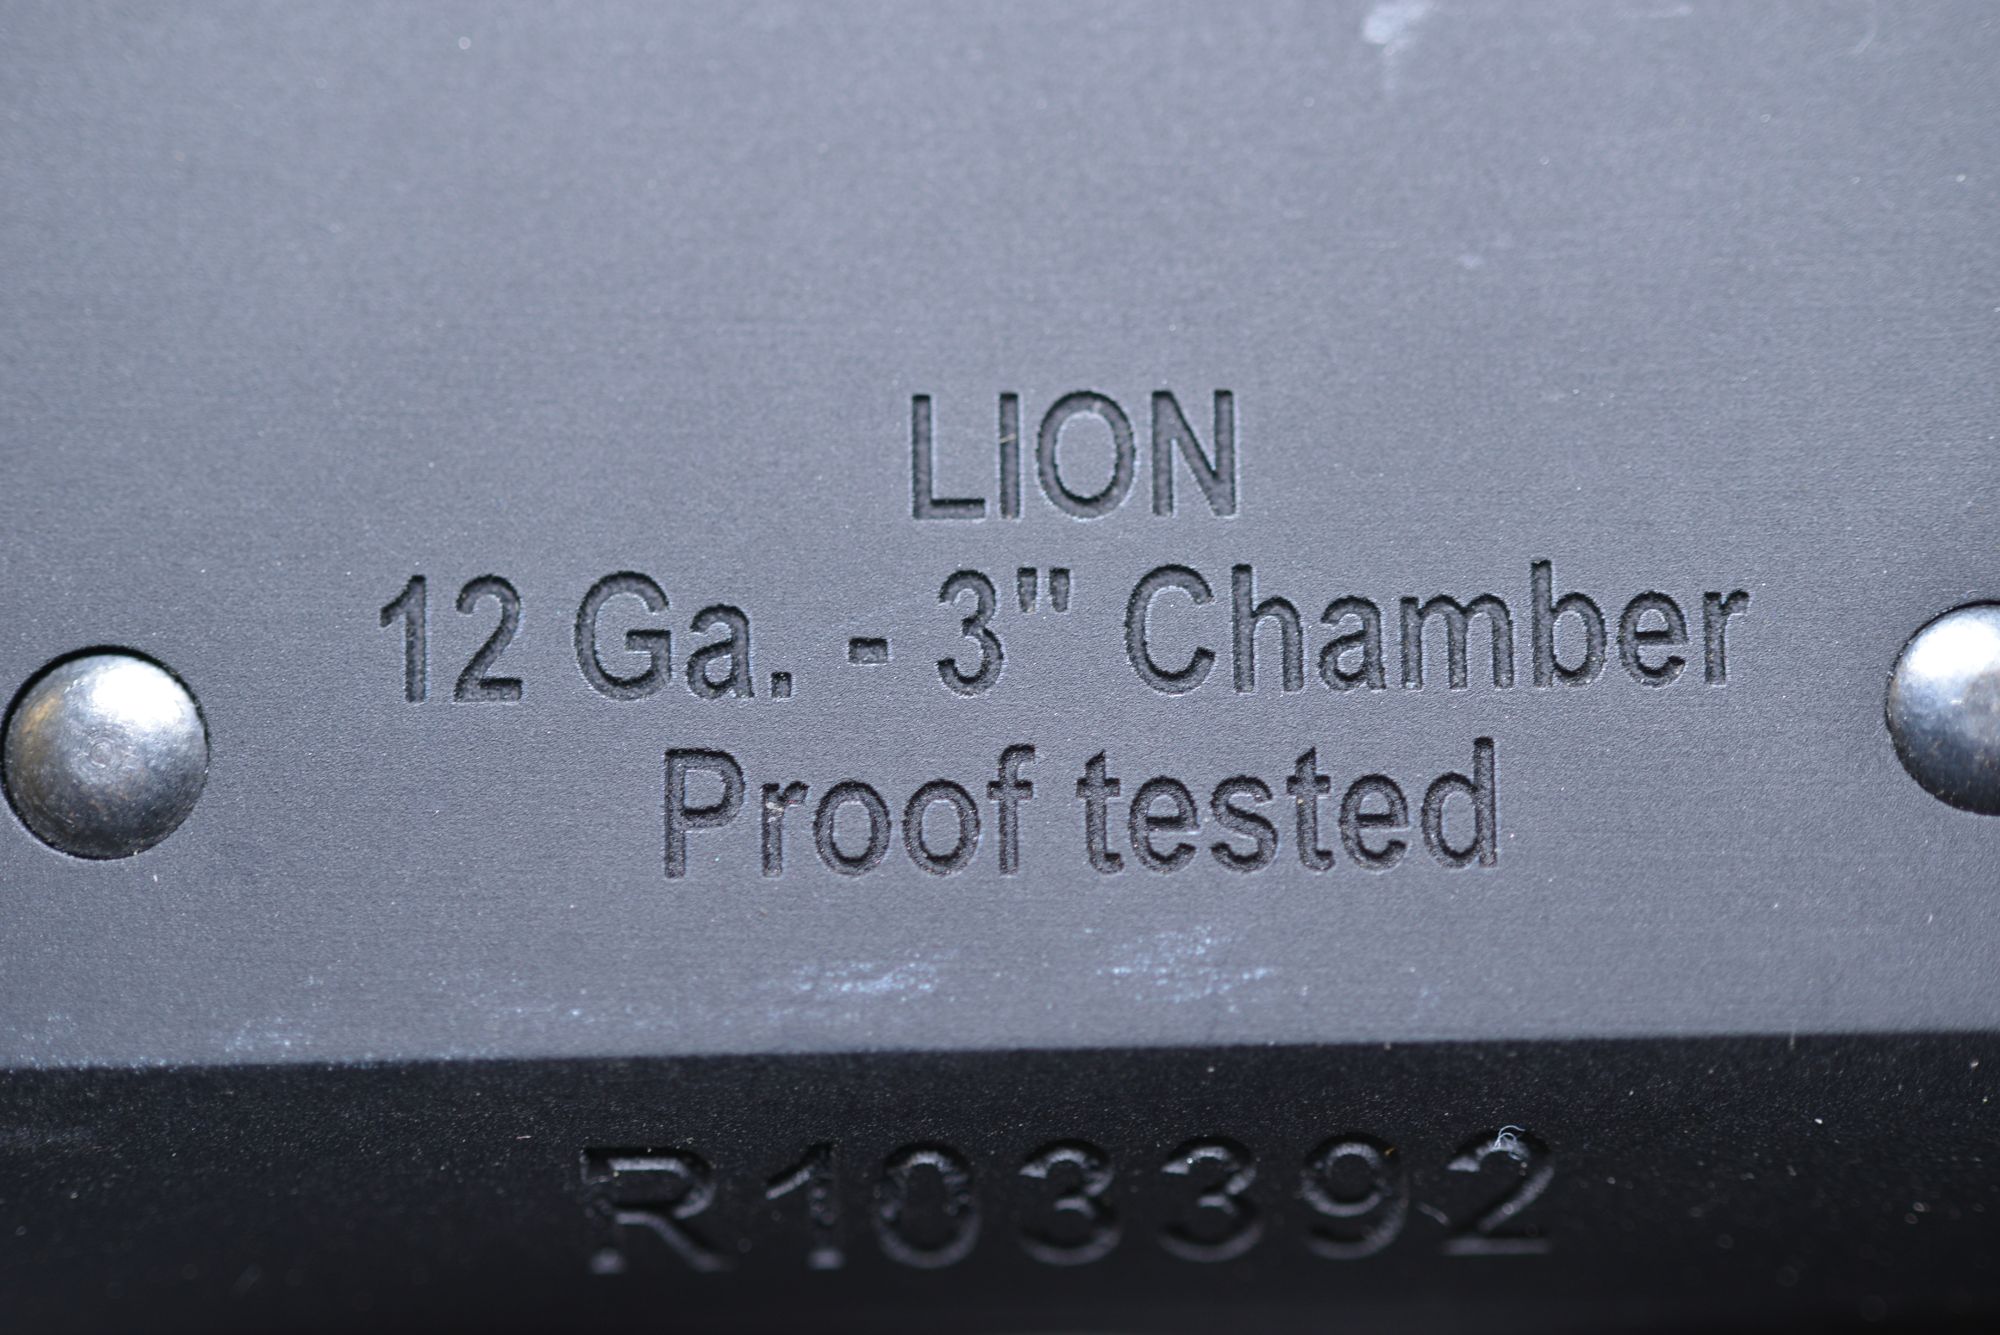 LION
12 Ga. - 3" Chamber
Proof tested
R103392